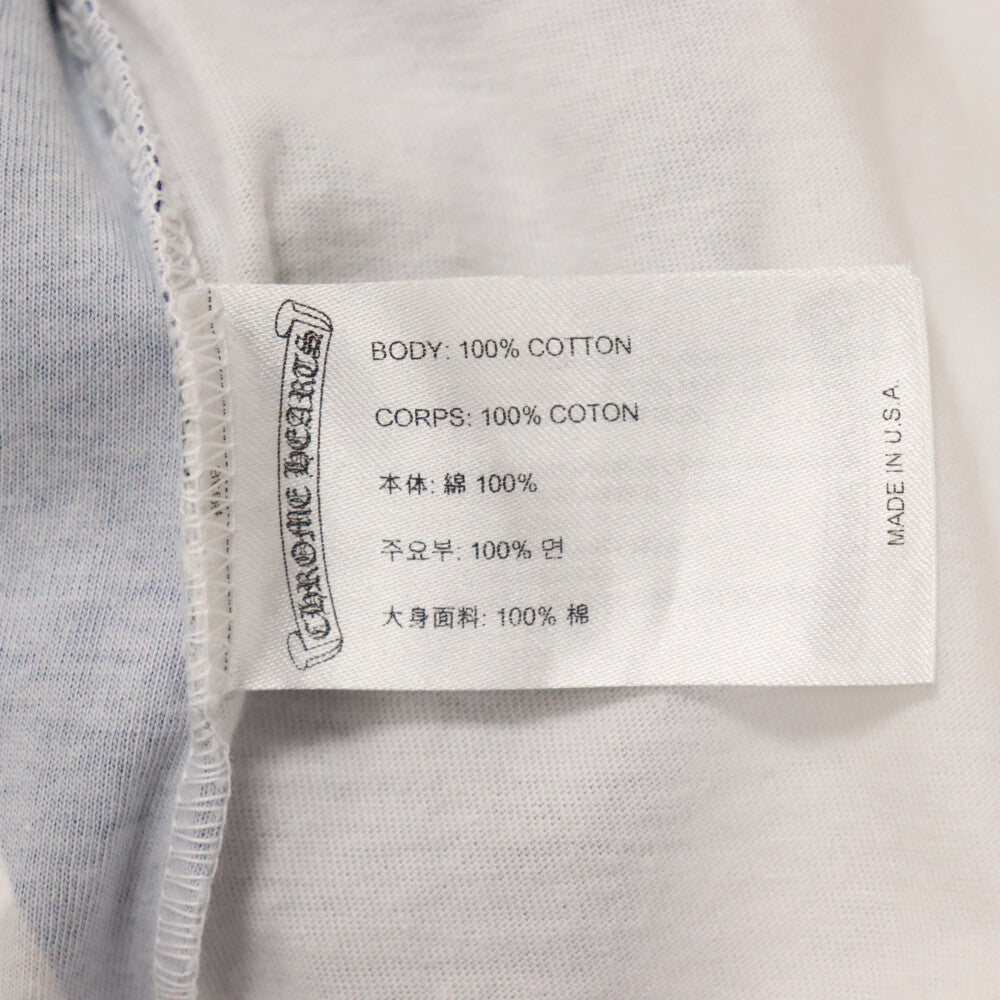 CHROME HEARTS
BODY: 100% COTTON
CORPS: 100% COTON
本体: 綿 100%
주요부: 100% 면
大身面料: 100% 棉
MADE IN U.S.A.